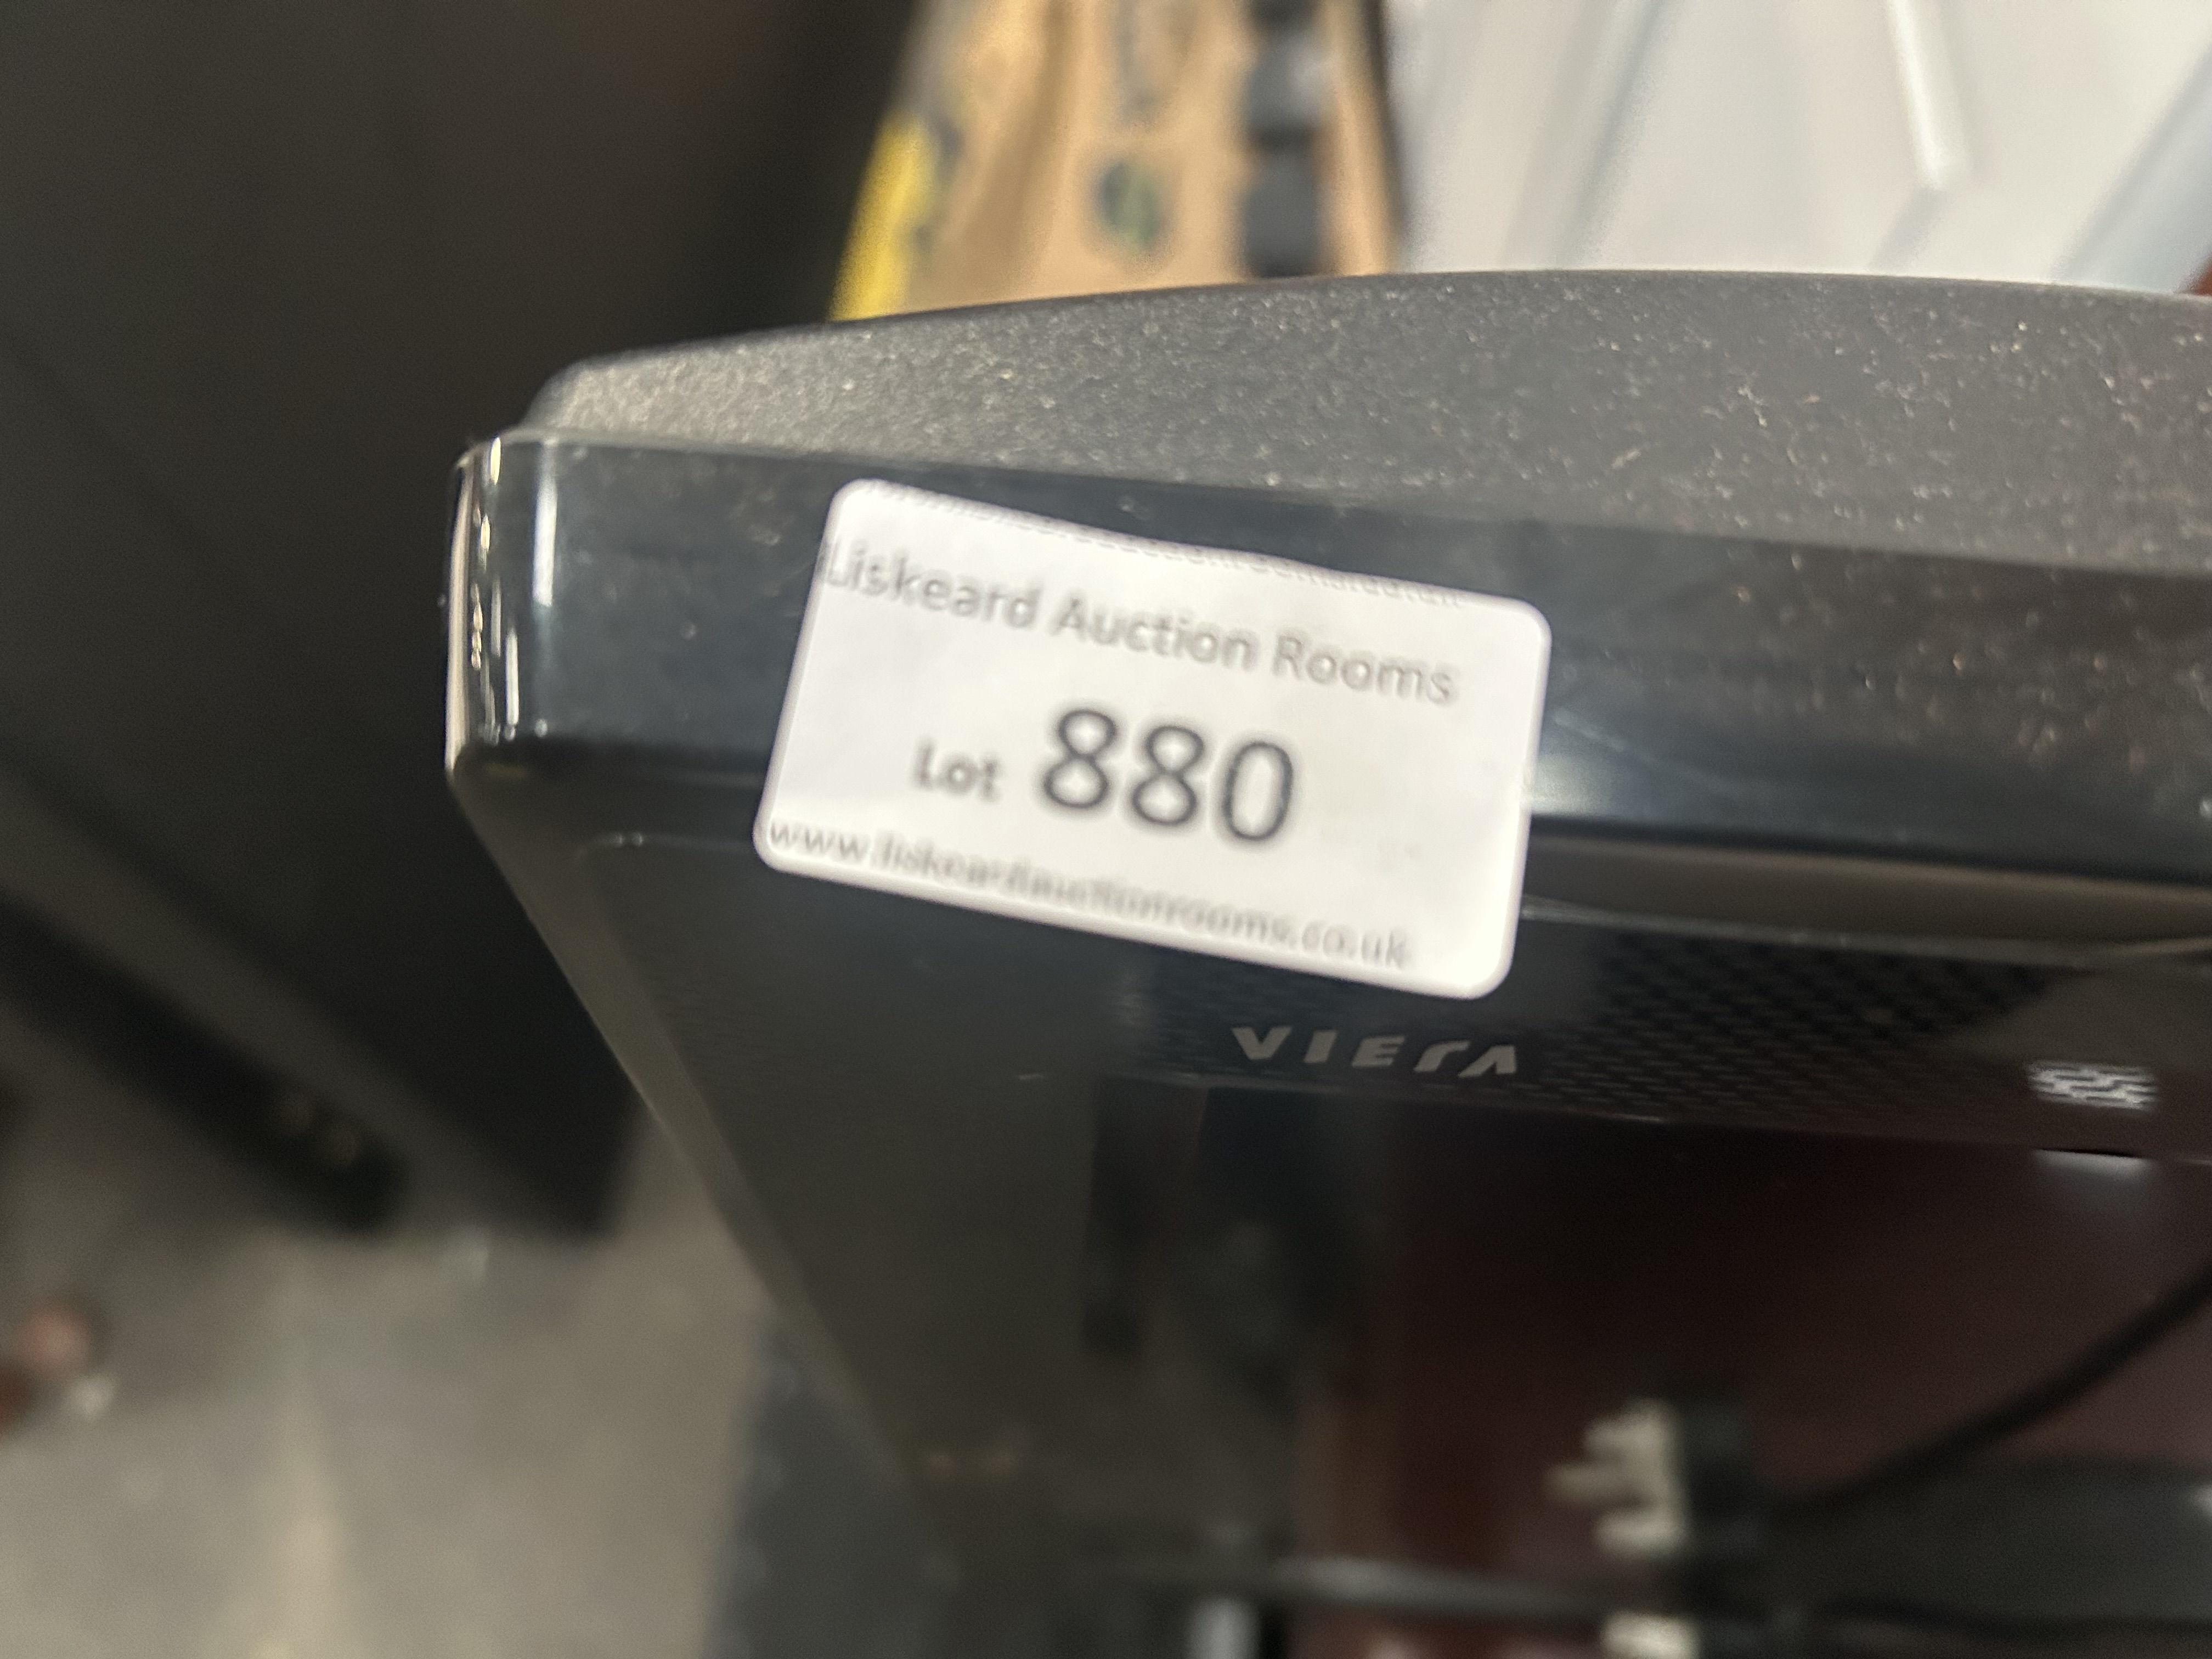 Liskeard Auction Rooms
Lot 880
www.liskeardauctionrooms.co.uk
VIERA